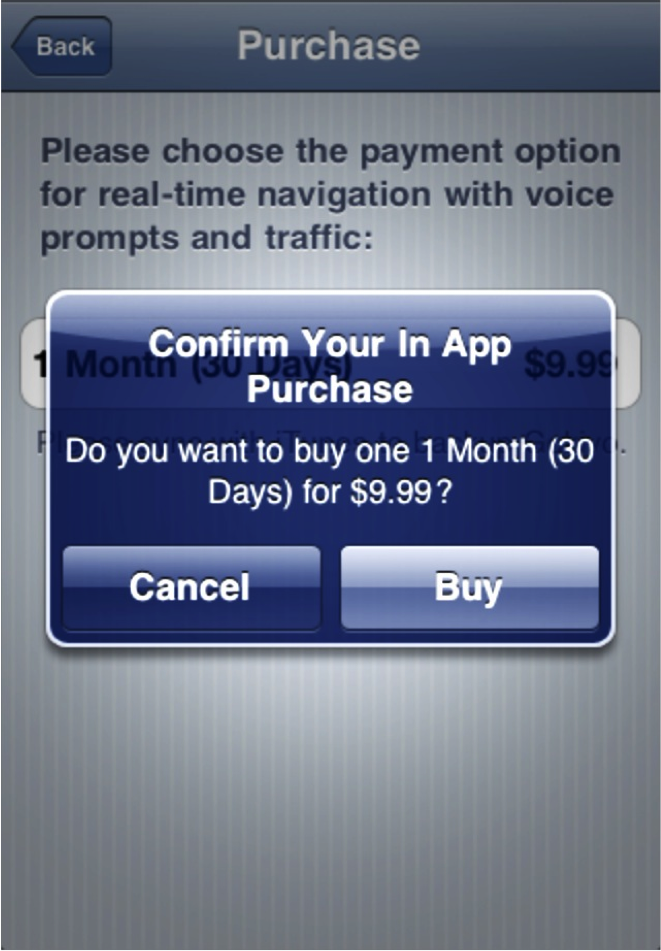 Back
Purchase
Please choose the payment option
for real-time navigation with voice
prompts and traffic:
1 Month (30 Days) $9.99
Confirm Your In App
Purchase
Do you want to buy one 1 Month (30
Days) for $9.99?
Cancel
Buy